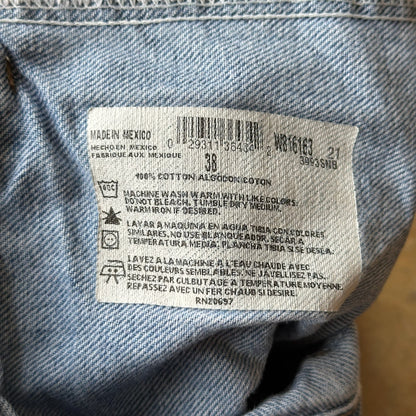 MADE IN MEXICO
HECHO EN MEXICO
FABRIQUE AUX MEXIQUE
0 29311 36434
38
100% COTTON ALGODON COTON
MACHINE WASH WARM WITH LIKE COLORS.
DO NOT BLEACH. TUMBLE DRY MEDIUM.
WARM IRON IF DESIRED.
LAVAR A MAQUINA EN AGUA TIBIA CON COLORES
SIMILARES. NO USE BLANQUEADOR. SECAR A
TEMPERATURA MEDIA. PLANCHA TIBIA SI SE DESEA.
LAVEZ A LA MACHINE A L'EAU CHAUDE AVEC
DES COULEURS SEMBLABLES. NE JAVELLISEZ PAS.
SECHEZ PAR CULBUTAGE A TEMPERATURE MOYENNE.
REPASSEZ AVEC UN FER CHAUD SI DESIRE.
RN20697